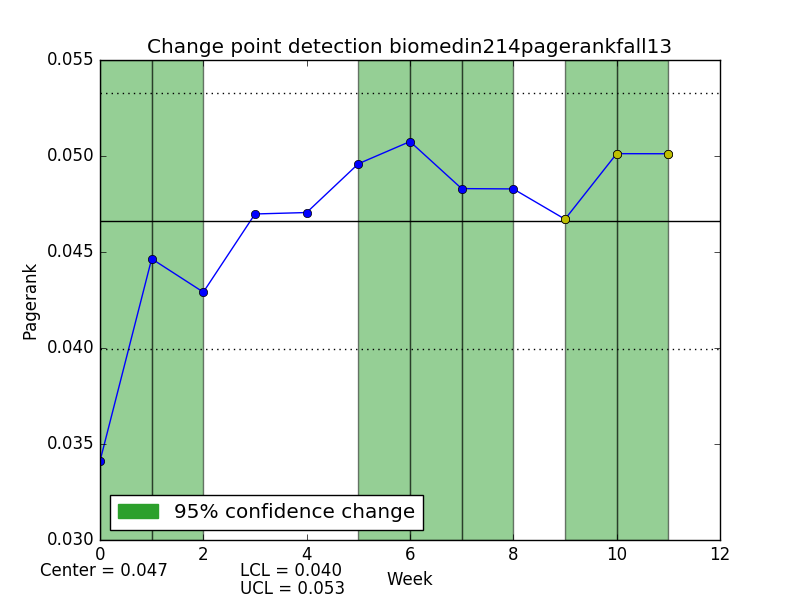 Change point detection biomedin214pagerankfall13
0.055
0.050
0.045
0.040
0.035
0.030
Pagerank
95% confidence change
0 2 4 6 8 10 12
Center = 0.047
LCL = 0.040
UCL = 0.053
Week